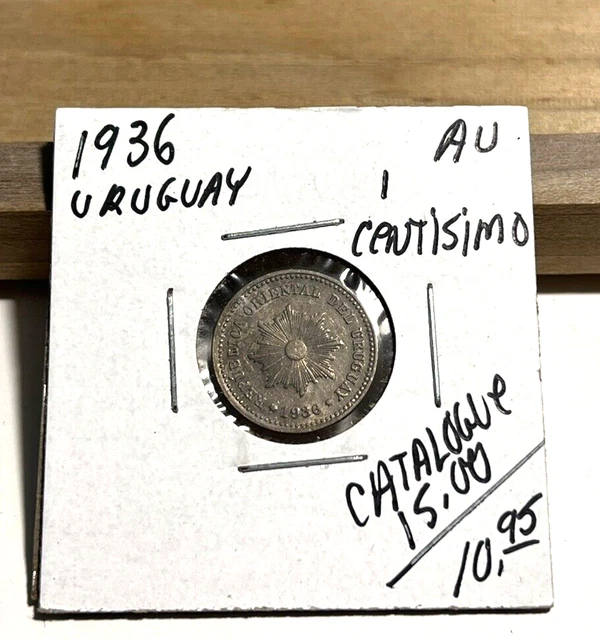 1936
URUGUAY
AU
1
CENTISIMO
REPUBLICA ORIENTAL DEL URUGUAY
1936
CATALOGUE
15.00
10.95